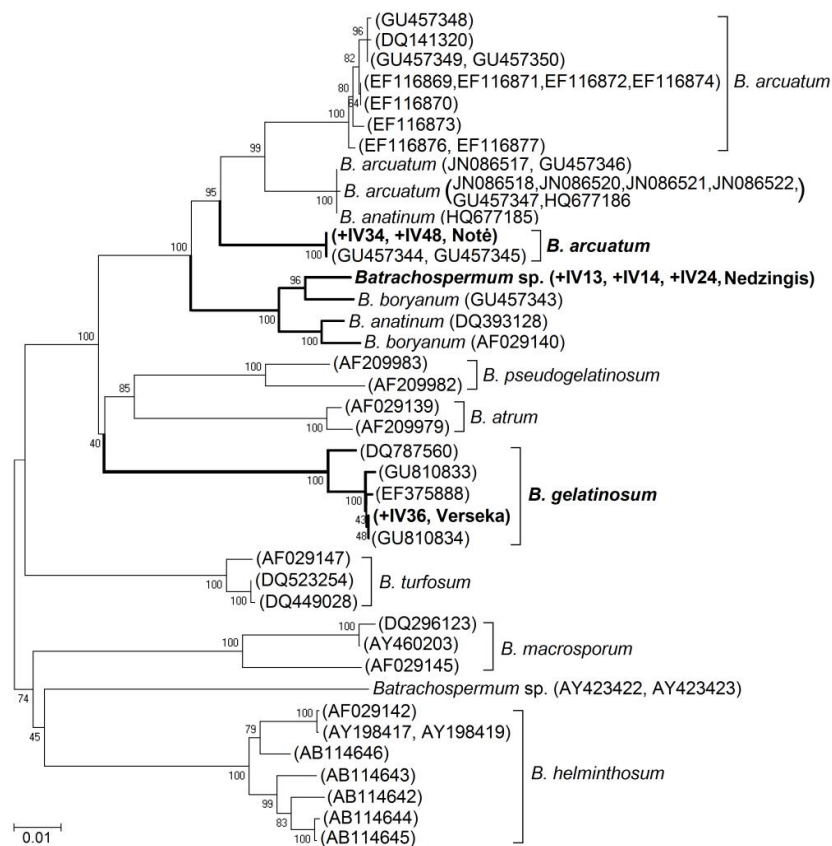 (GU457348)
96
(DQ141320)
82
(GU457349, GU457350)
80
(EF116869,EF116871,EF116872,EF116874)
B. arcuatum
64
(EF116870)
100
(EF116873)
(EF116876, EF116877)
99
B. arcuatum (JN086517, GU457346)
B. arcuatum (JN086518,JN086520,JN086521,JN086522,
GU457347,HQ677186)
100
B. anatinum (HQ677185)
95
(+IV34, +IV48, Notė)
B. arcuatum
100
(GU457344, GU457345)
100
Batrachospermum sp. (+IV13, +IV14, +IV24, Nedzingis)
96
B. boryanum (GU457343)
100
B. anatinum (DQ393128)
100
B. boryanum (AF029140)
100
(AF209983)
100
B. pseudogelatinosum
(AF209982)
85
(AF029139)
B. atrum
100
(AF209979)
40
(DQ787560)
100
(GU810833)
100
(EF375888)
B. gelatinosum
43
(+IV36, Verseka)
48
(GU810834)
(AF029147)
100
(DQ523254)
B. turfosum
100
(DQ449028)
(DQ296123)
100
(AY460203)
B. macrosporum
100
(AF029145)
74
Batrachospermum sp. (AY423422, AY423423)
45
(AF029142)
100
(AY198417, AY198419)
79
(AB114646)
100
(AB114643)
B. helminthosum
99
(AB114642)
83
(AB114644)
100
(AB114645)
0.01